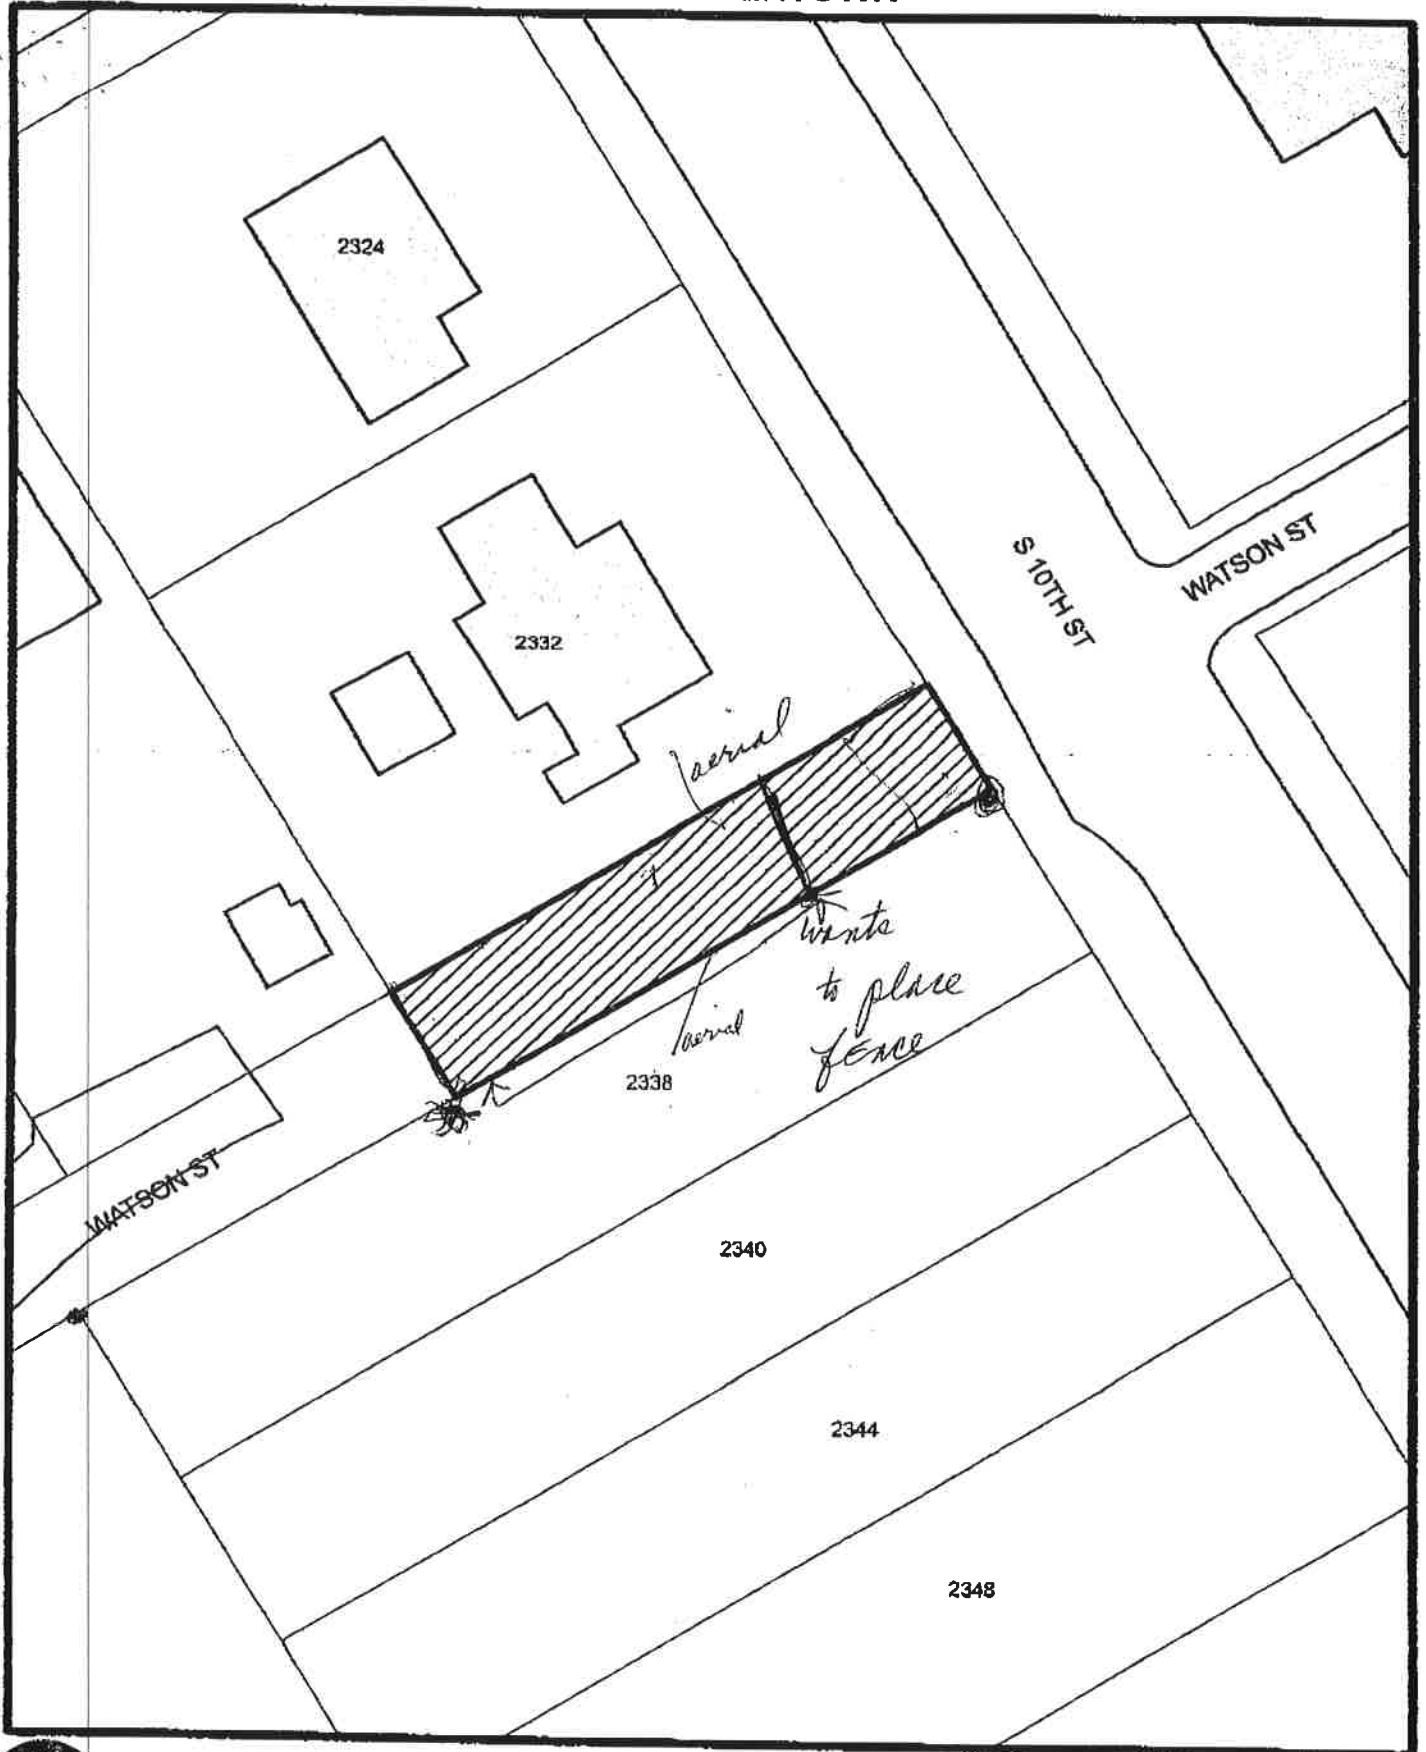 2324
S 10TH ST
WATSON ST
2332
aerial
wants
to place
fence
aerial
2338
WATSON ST
2340
2344
2348